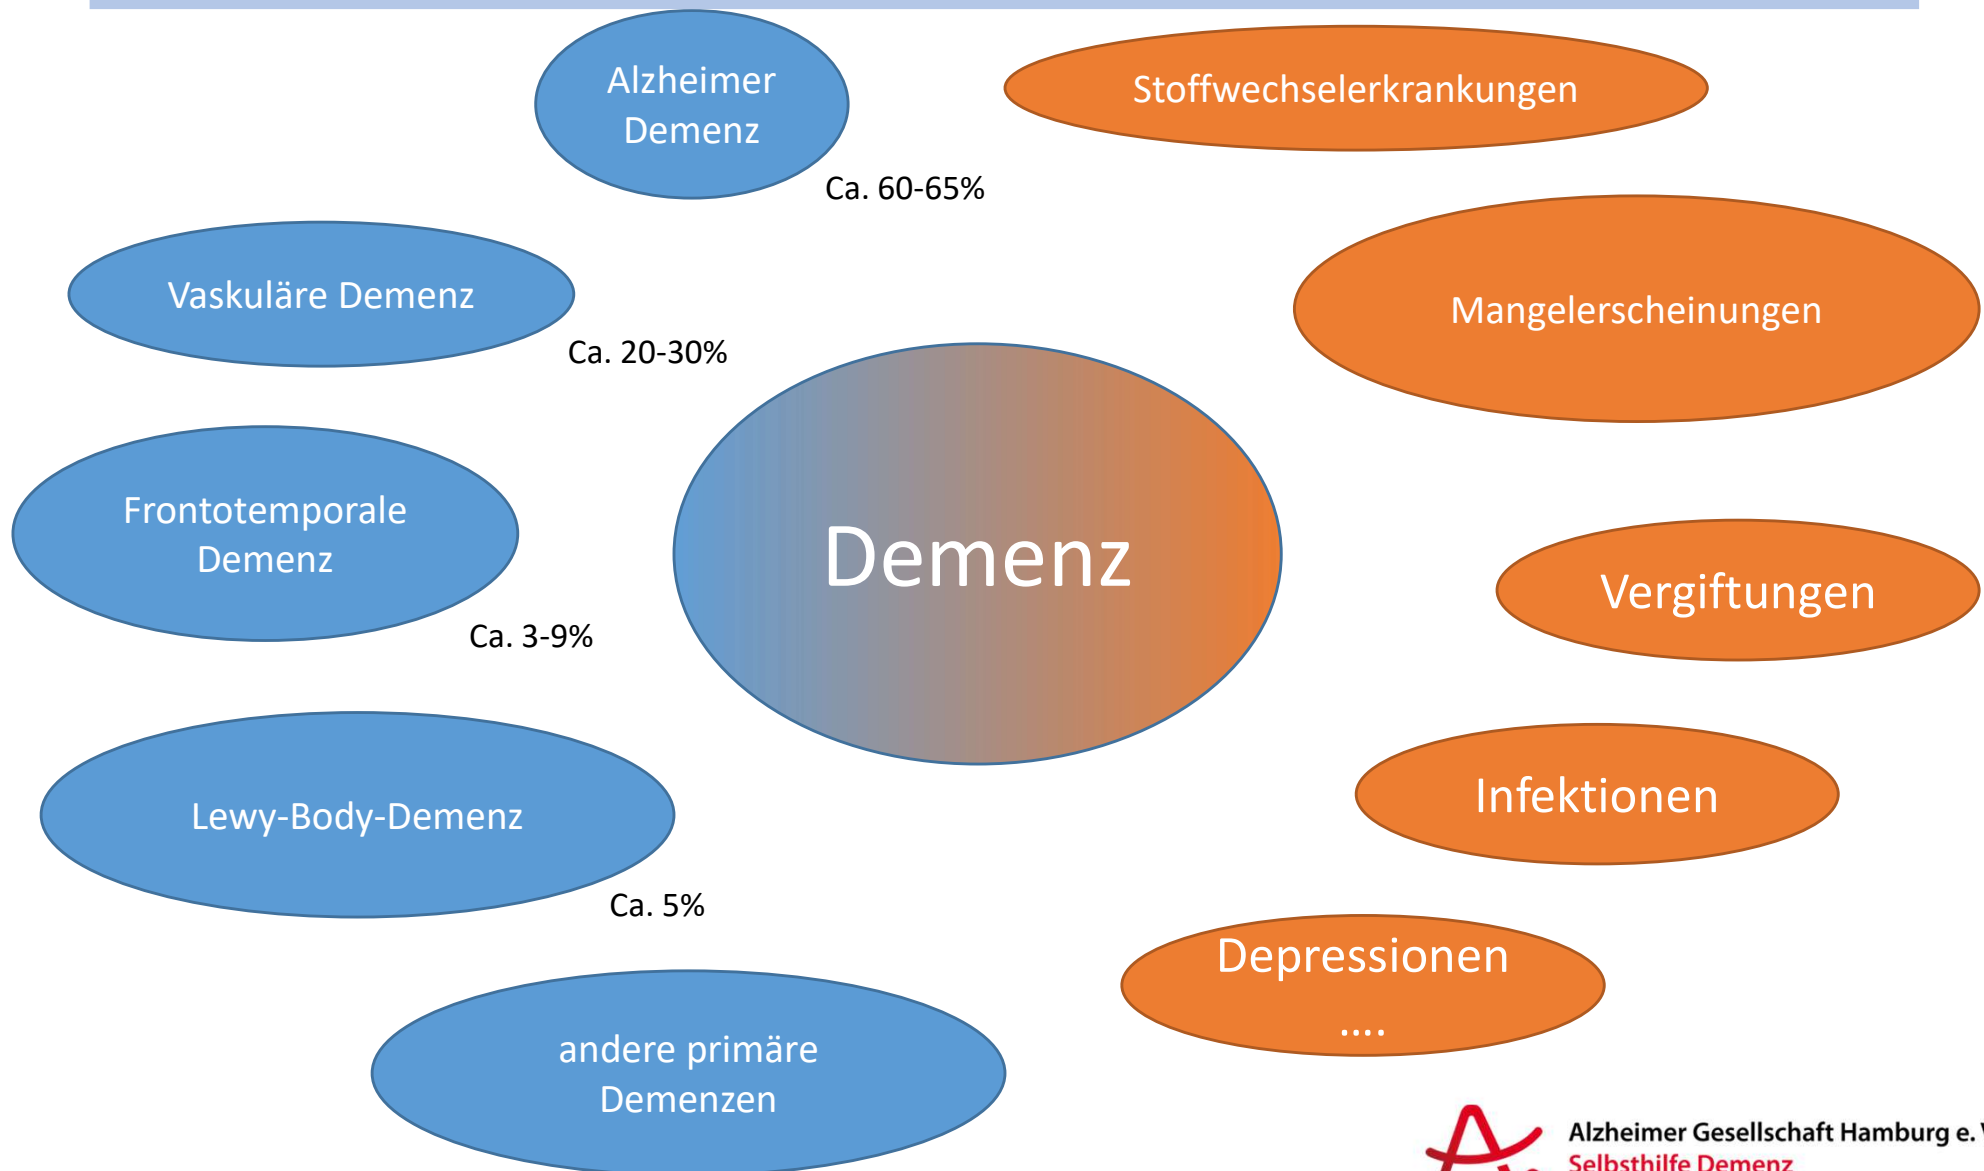 Alzheimer
Demenz
Ca. 60-65%
Vaskuläre Demenz
Ca. 20-30%
Frontotemporale
Demenz
Ca. 3-9%
Lewy-Body-Demenz
Ca. 5%
andere primäre
Demenzen
Demenz
Stoffwechselerkrankungen
Mangelerscheinungen
Vergiftungen
Infektionen
Depressionen
....
Alzheimer Gesellschaft Hamburg e. V
Selbsthilfe Demenz